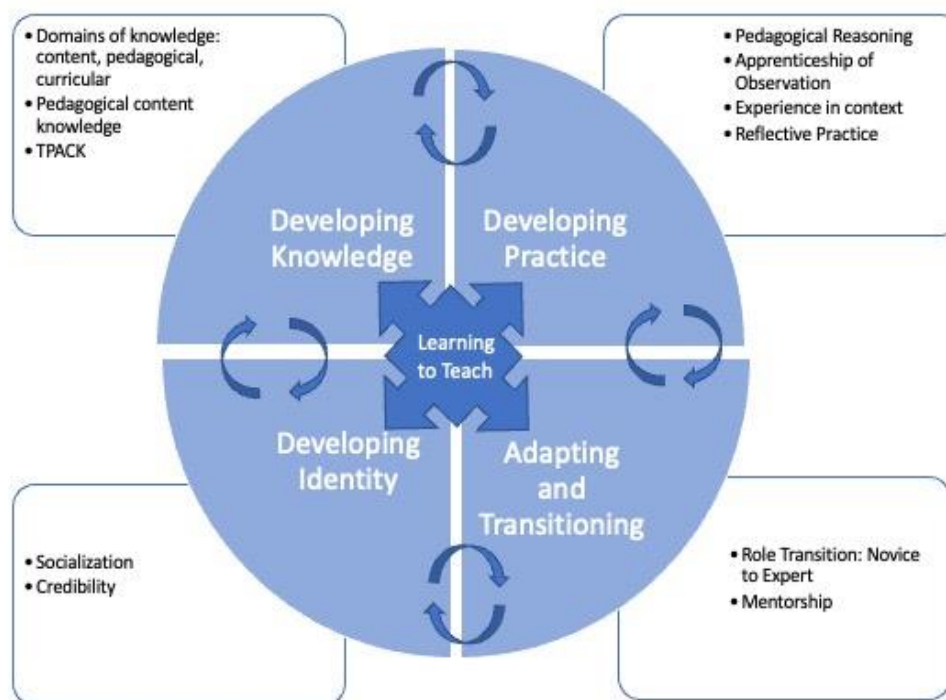 • Domains of knowledge:
content, pedagogical,
curricular
• Pedagogical content
knowledge
• TPACK
• Pedagogical Reasoning
• Apprenticeship of
Observation
• Experience in context
• Reflective Practice
Developing
Knowledge
Developing
Practice
Learning
to Teach
Developing
Identity
Adapting
and
Transitioning
• Socialization
• Credibility
• Role Transition: Novice
to Expert
• Mentorship